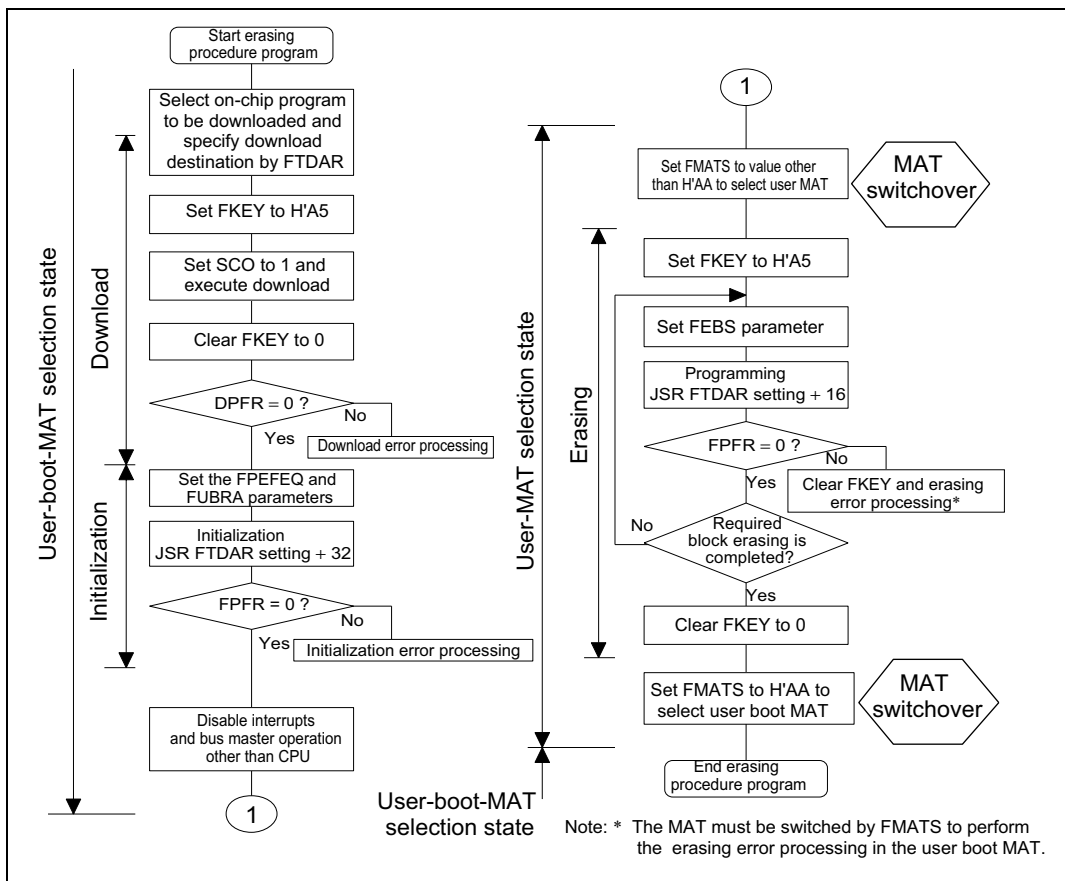 Start erasing
procedure program
Select on-chip program
to be downloaded and
specify download
destination by FTDAR
Set FKEY to H'A5
Set SCO to 1 and
execute download
Clear FKEY to 0
DPFR = 0 ?
No
Yes
Download error processing
Set the FPEFEQ and
FUBRA parameters
Initialization
JSR FTDAR setting + 32
FPFR = 0 ?
No
Yes
Initialization error processing
Disable interrupts
and bus master operation
other than CPU
1
User-boot-MAT selection state
Download
Initialization
1
Set FMATS to value other
than H'AA to select user MAT
MAT
switchover
Set FKEY to H'A5
Set FEBS parameter
Programming
JSR FTDAR setting + 16
FPFR = 0 ?
No
Yes
Clear FKEY and erasing
error processing*
No
Required
block erasing is
completed?
Yes
Clear FKEY to 0
Set FMATS to H'AA to
select user boot MAT
MAT
switchover
End erasing
procedure program
User-MAT selection state
Erasing
User-boot-MAT
selection state
Note: * The MAT must be switched by FMATS to perform
the erasing error processing in the user boot MAT.